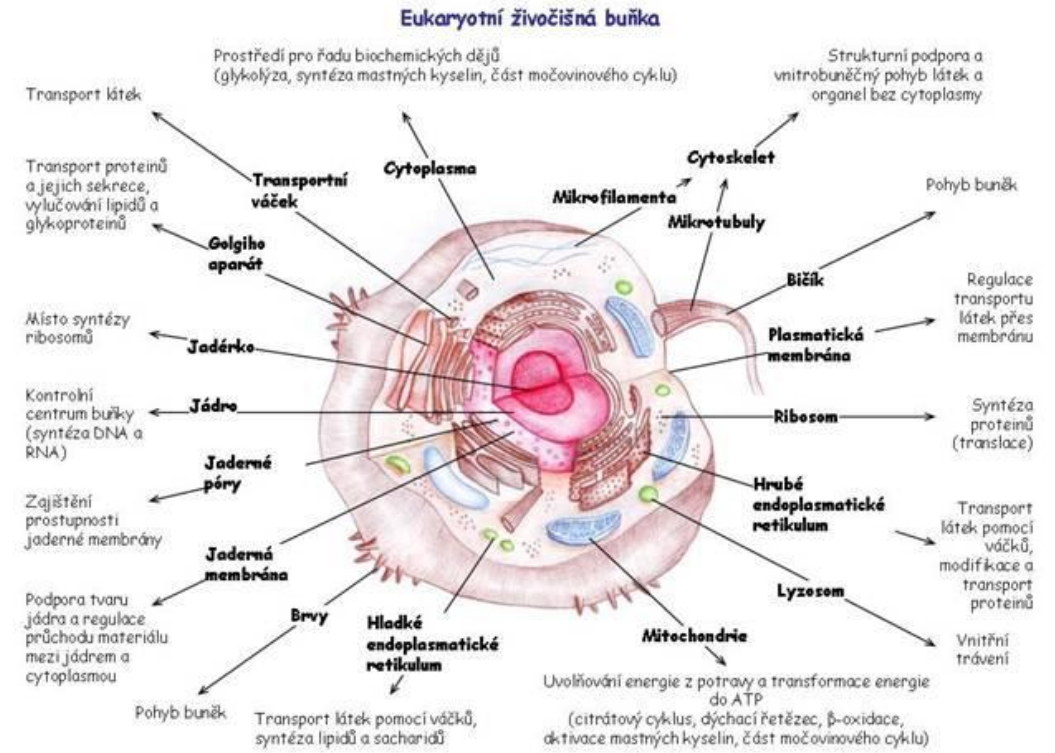 Eukaryotní živočišná buňka
Prostředí pro řadu biochemických dějů
(glykolýza, syntéza mastných kyselin, část močovinového cyklu)
Strukturní podpora a
vnitrobuněčný pohyb látek a
organel bez cytoplasmy
Transport látek
Cytoplasma
Cytoskelet
Transport proteinů
a jejich sekrece,
vylučování lipidů a
glykoproteinů
Transportní
váček
Mikrofilamenta
Mikrotubuly
Pohyb buněk
Golgiho
aparát
Bičík
Regulace
transportu
látek přes
membránu
Místo syntézy
ribosomů
Jadérko
Plasmatická
membrána
Kontrolní
centrum buňky
(syntéza DNA a
RNA)
Jádro
Ribosom
Syntéza
proteinů
(translace)
Jaderné
póry
Zajištění
prostupnosti
jaderné membrány
Hrubé
endoplasmatické
retikulum
Transport
látek pomocí
váčků,
modifikace a
transport
proteinů
Jaderná
membrána
Podpora tvaru
jádra a regulace
průchodu materiálu
mezi jádrem a
cytoplasmou
Brvy
Hladké
endoplasmatické
retikulum
Mitochondrie
Lyzosom
Vnitřní
trávení
Pohyb buněk
Transport látek pomocí váčků,
syntéza lipidů a sacharidů
Uvolňování energie z potravy a transformace energie
do ATP
(citrátový cyklus, dýchací řetězec, β-oxidace,
aktivace mastných kyselin, část močovinového cyklu)